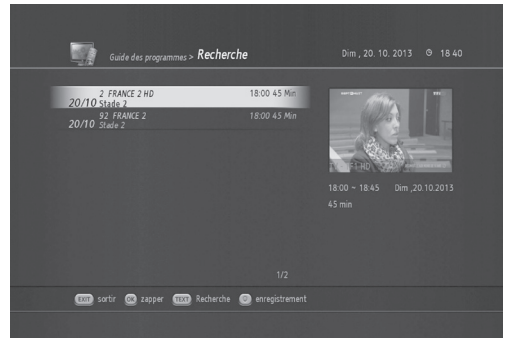 Guide des programmes > Recherche
Dim , 20. 10. 2013 18 40
2 FRANCE 2 HD 18:00 45 Min
20/10 Stade 2
92 FRANCE 2 18:00 45 Min
20/10 Stade 2
18:00 ~ 18:45 Dim ,20.10.2013
45 min
1/2
EXIT sortir OK zapper TEXT Recherche enregistrement